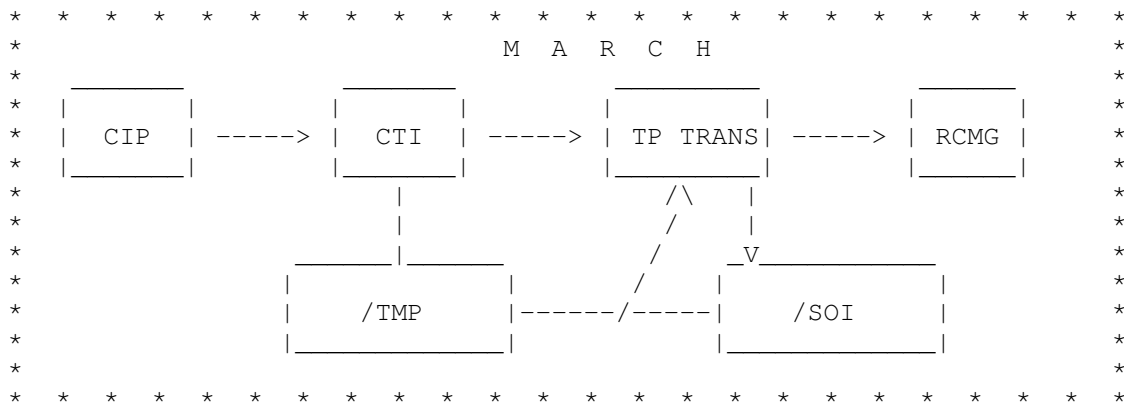 M A R C H
CIP -----> CTI -----> TP TRANS -----> RCMG
/TMP /SOI